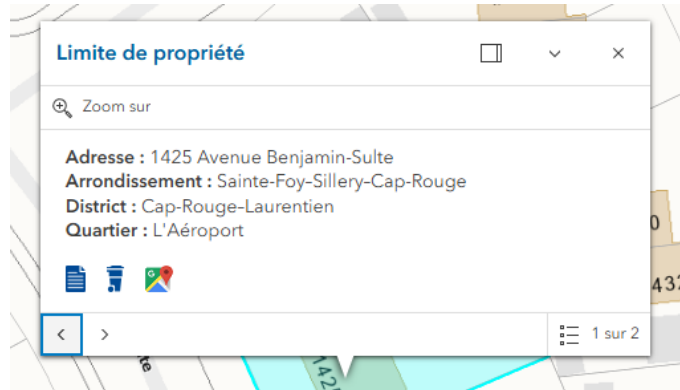 Limite de propriété
Zoom sur
Adresse : 1425 Avenue Benjamin-Sulte
Arrondissement : Sainte-Foy–Sillery–Cap-Rouge
District : Cap-Rouge–Laurentien
Quartier : L'Aéroport
1 sur 2